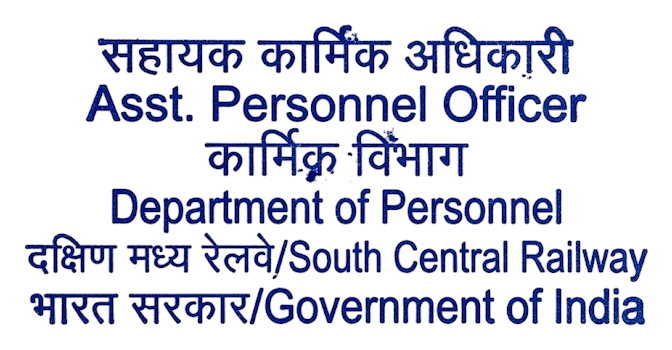 सहायक कार्मिक अधिकारी
Asst. Personnel Officer
कार्मिक विभाग
Department of Personnel
दक्षिण मध्य रेलवे/South Central Railway
भारत सरकार/Government of India